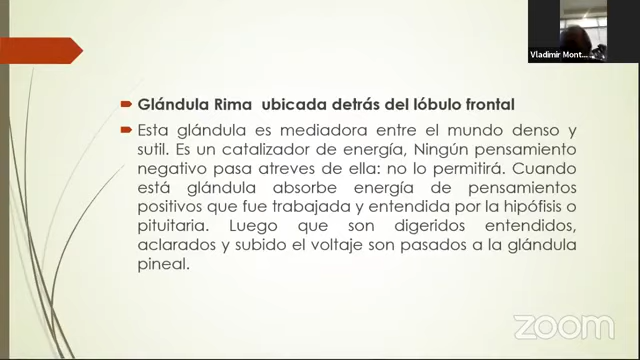 Vladimir Mont...
Glándula Rima ubicada detrás del lóbulo frontal
Esta glándula es mediadora entre el mundo denso y
sutil. Es un catalizador de energía, Ningún pensamiento
negativo pasa atreves de ella: no lo permitirá. Cuando
está glándula absorbe energía de pensamientos
positivos que fue trabajada y entendida por la hipófisis o
pituitaria. Luego que son digeridos entendidos,
aclarados y subido el voltaje son pasados a la glándula
pineal.
zoom